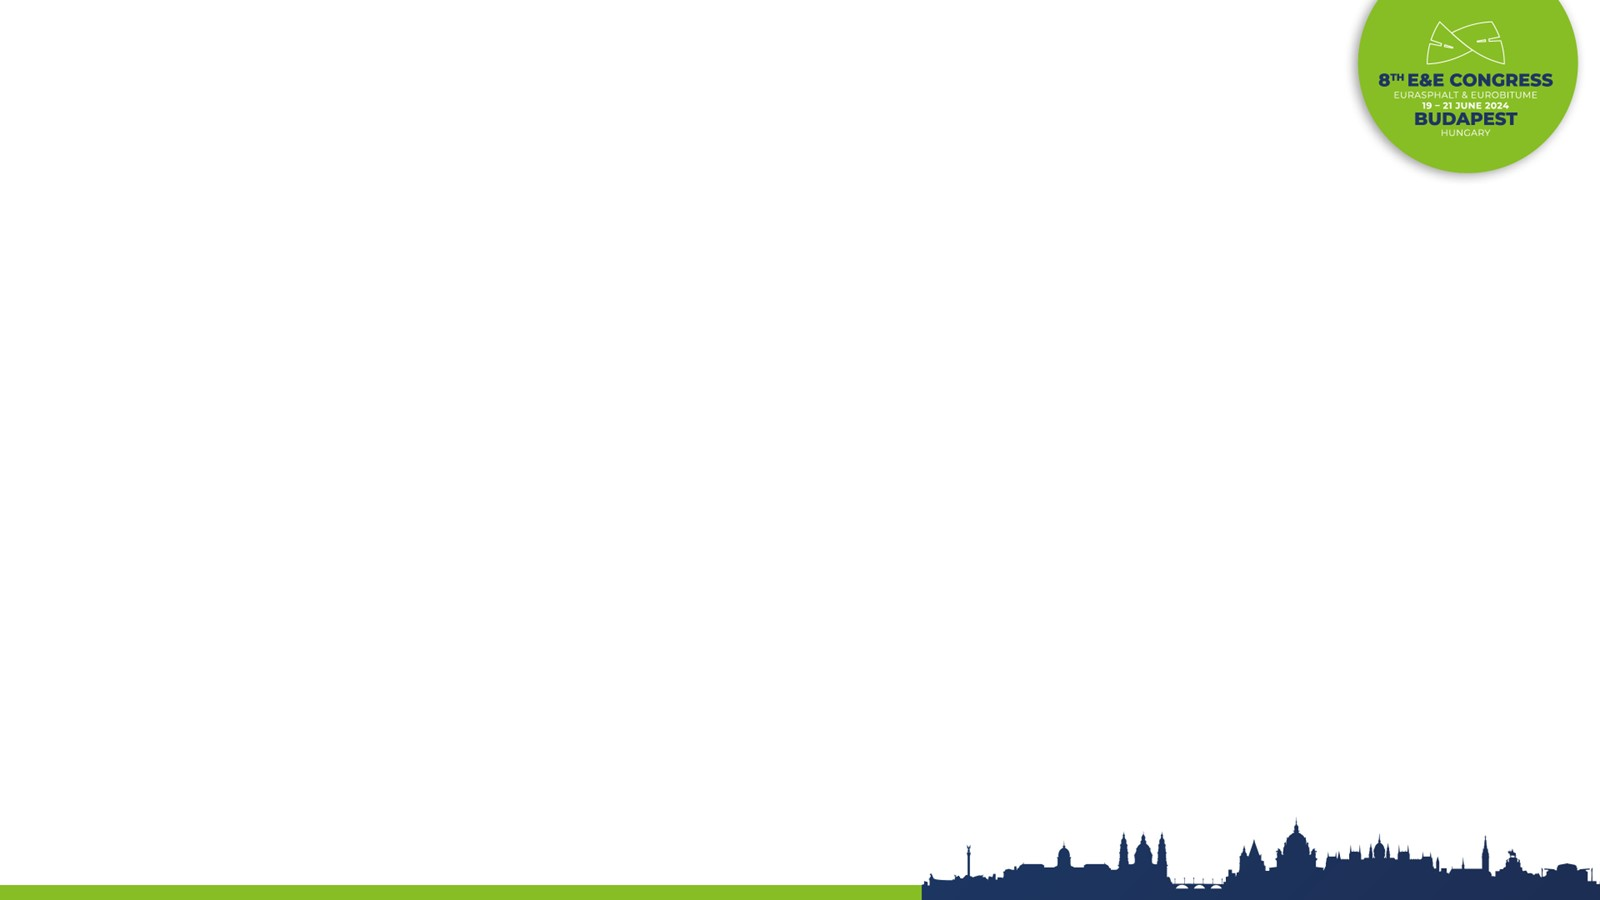 8TH E&E CONGRESS
EURASPHALT & EUROBITUME
19 – 21 JUNE 2024
BUDAPEST
HUNGARY